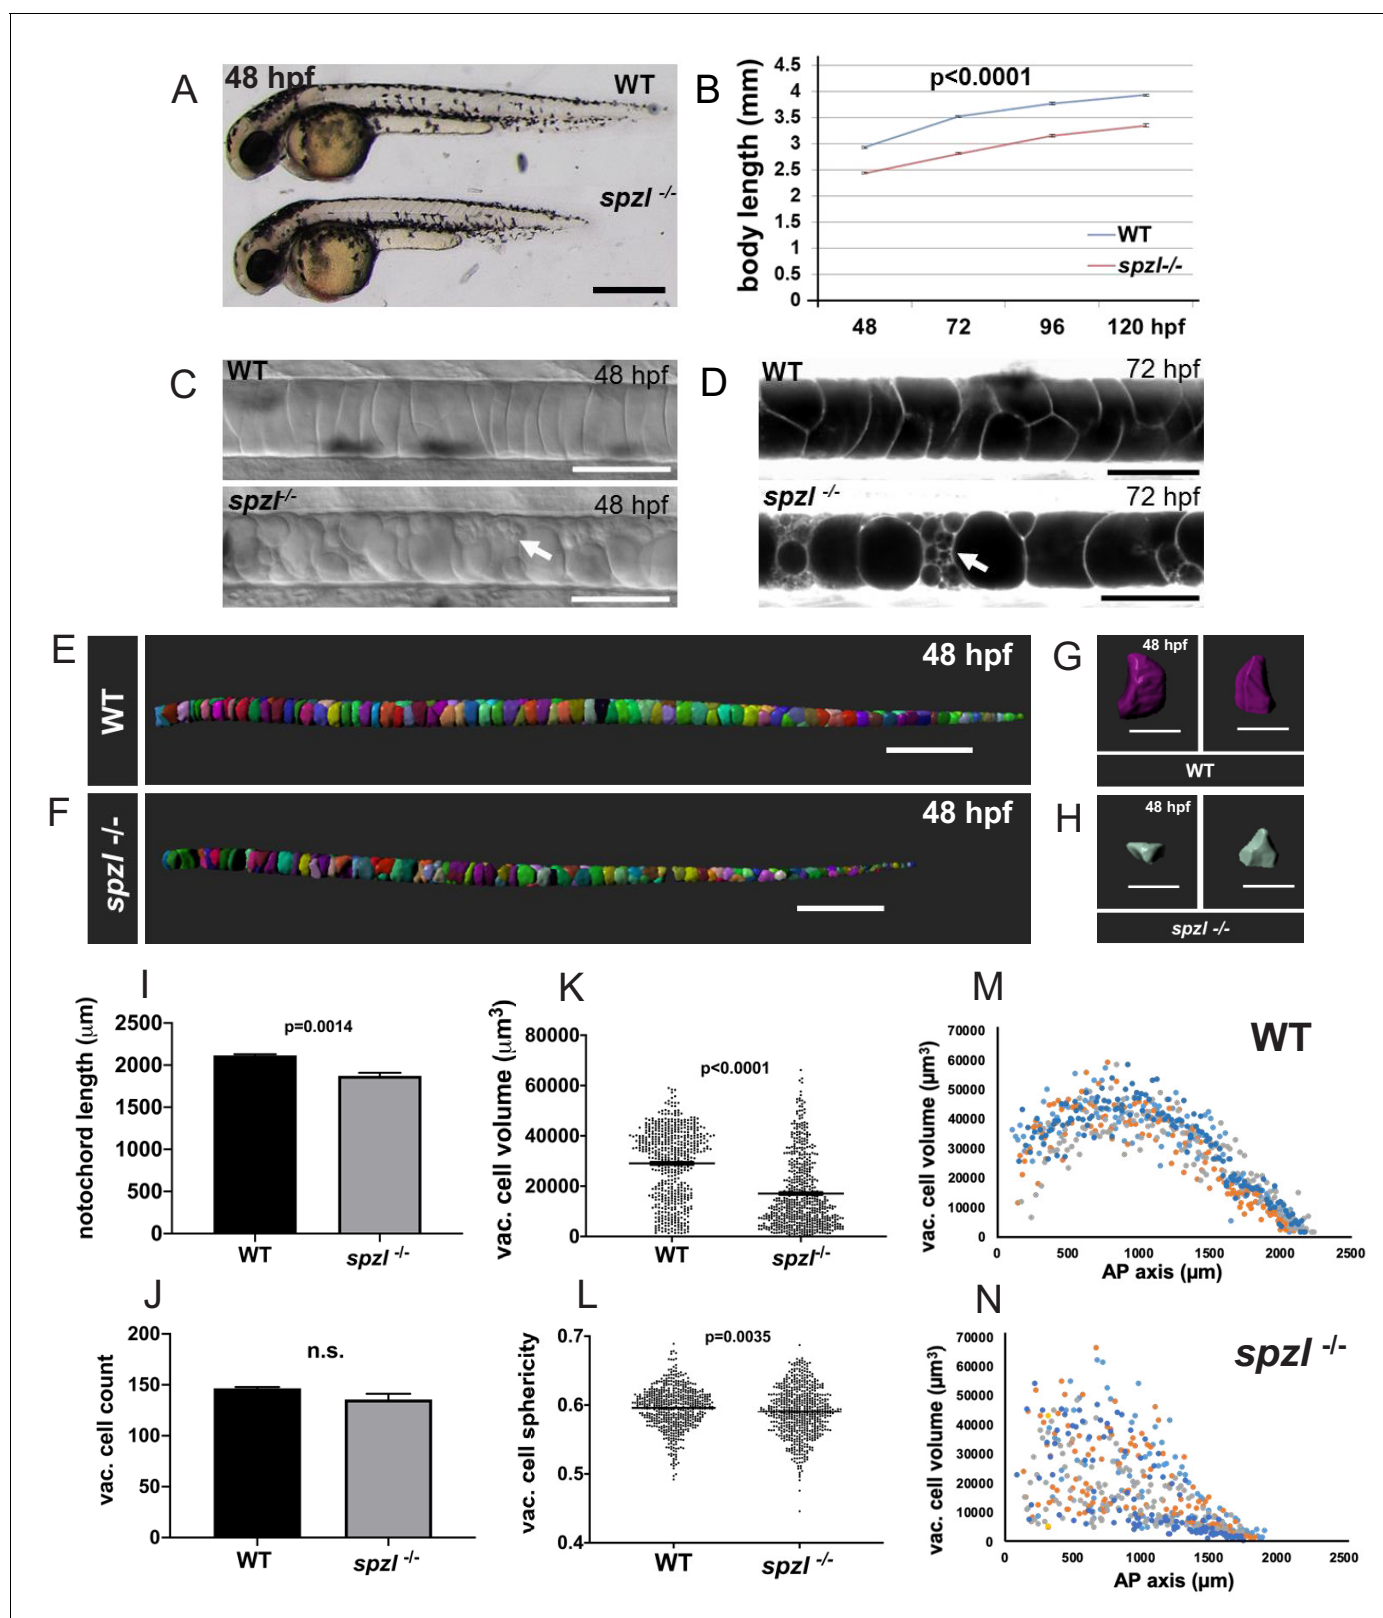 A
48 hpf
WT
spzl -/-
B
p<0.0001
body length (mm)
4.5
4
3.5
3
2.5
2
1.5
1
0.5
0
WT
spzl-/-
48 72 96 120 hpf
C
WT
48 hpf
spzl-/-
48 hpf
D
WT
72 hpf
spzl -/-
72 hpf
E
WT
48 hpf
F
spzl -/-
48 hpf
G
48 hpf
WT
H
48 hpf
spzl -/-
I
notochord length (μm)
2500
2000
1500
1000
500
0
p=0.0014
WT spzl -/-
K
vac. cell volume (μm³)
80000
60000
40000
20000
0
p<0.0001
WT spzl-/-
M
WT
vac. cell volume (μm³)
70000
60000
50000
40000
30000
20000
10000
0
0 500 1000 1500 2000 2500
AP axis (μm)
J
vac. cell count
200
150
100
50
0
n.s.
WT spzl -/-
L
vac. cell sphericity
0.7
0.6
0.5
0.4
p=0.0035
WT spzl -/-
N
spzl -/-
vac. cell volume (μm³)
70000
60000
50000
40000
30000
20000
10000
0
0 500 1000 1500 2000 2500
AP axis (μm)